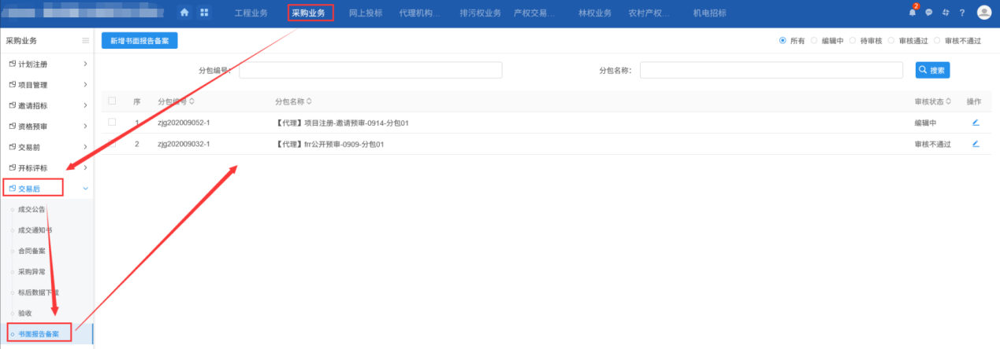 工程业务 采购业务 网上投标 代理机构... 排污权业务 产权交易... 林权业务 农村产权... 机电招标 2 ?
采购业务
新增书面报告备案 所有 编辑中 待审核 审核通过 审核不通过
计划注册
项目管理
邀请招标
资格预审
交易前
开标评标
交易后
成交公告
成交通知书
合同备案
采购异常
标后数据下载
验收
书面报告备案
分包编号: 分包名称: 搜索
序 分包编号 分包名称 审核状态 操作
1 zjg202009052-1 【代理】项目注册-邀请预审-0914-分包01 编辑中
2 zjg202009032-1 【代理】frr公开预审-0909-分包01 审核不通过